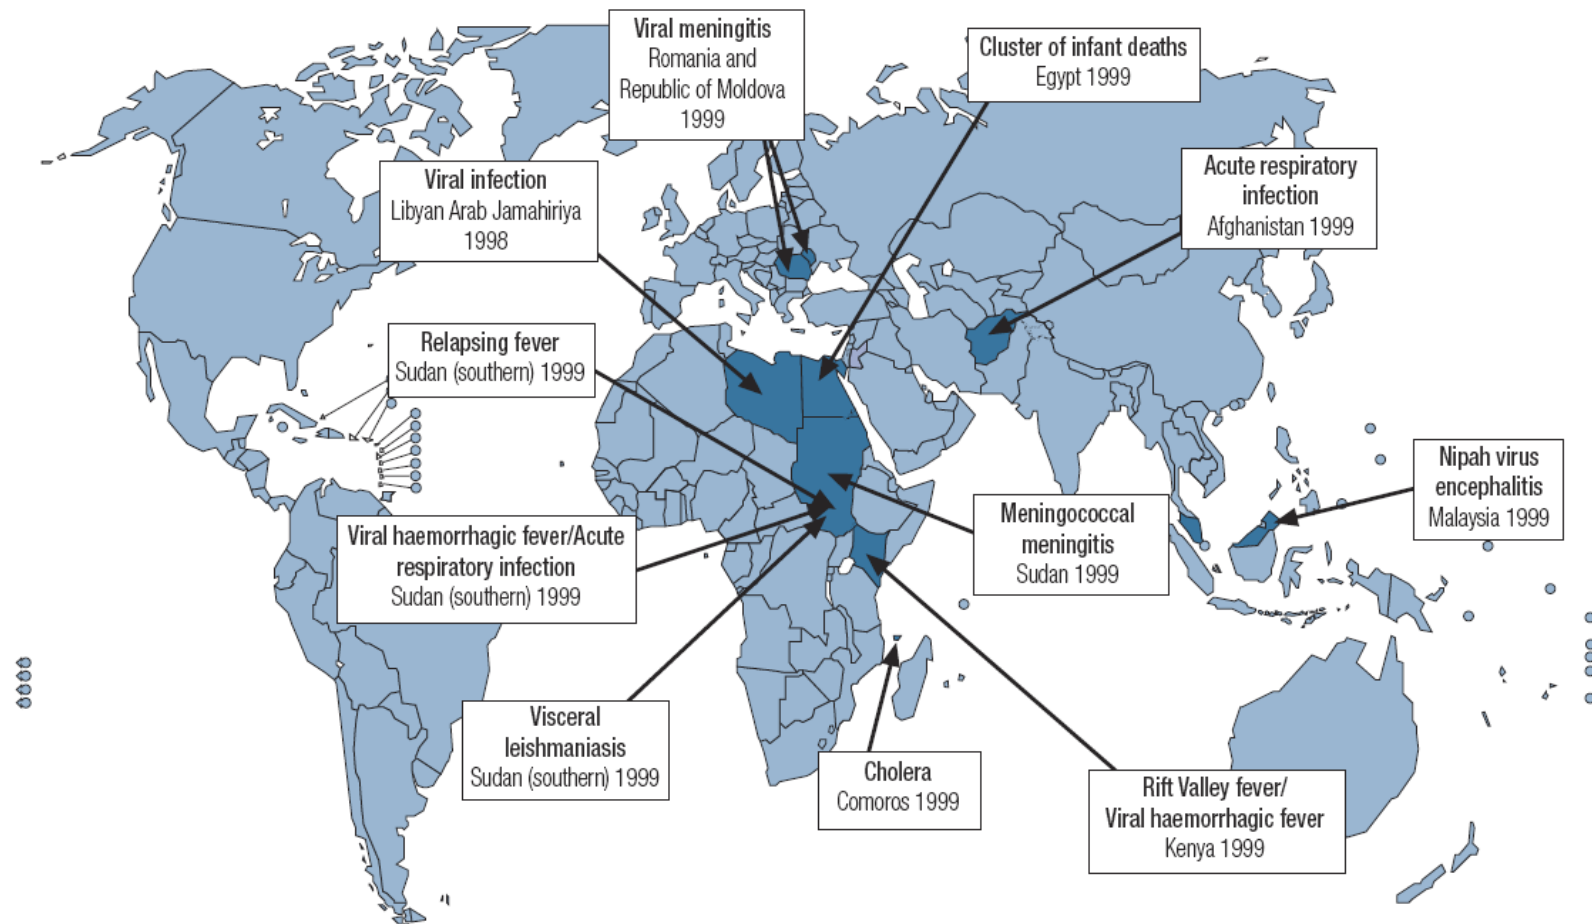 Viral meningitis
Romania and
Republic of Moldova
1999
Cluster of infant deaths
Egypt 1999
Viral infection
Libyan Arab Jamahiriya
1998
Acute respiratory
infection
Afghanistan 1999
Relapsing fever
Sudan (southern) 1999
Nipah virus
encephalitis
Malaysia 1999
Meningococcal
meningitis
Sudan 1999
Viral haemorrhagic fever/Acute
respiratory infection
Sudan (southern) 1999
Visceral
leishmaniasis
Sudan (southern) 1999
Cholera
Comoros 1999
Rift Valley fever/
Viral haemorrhagic fever
Kenya 1999